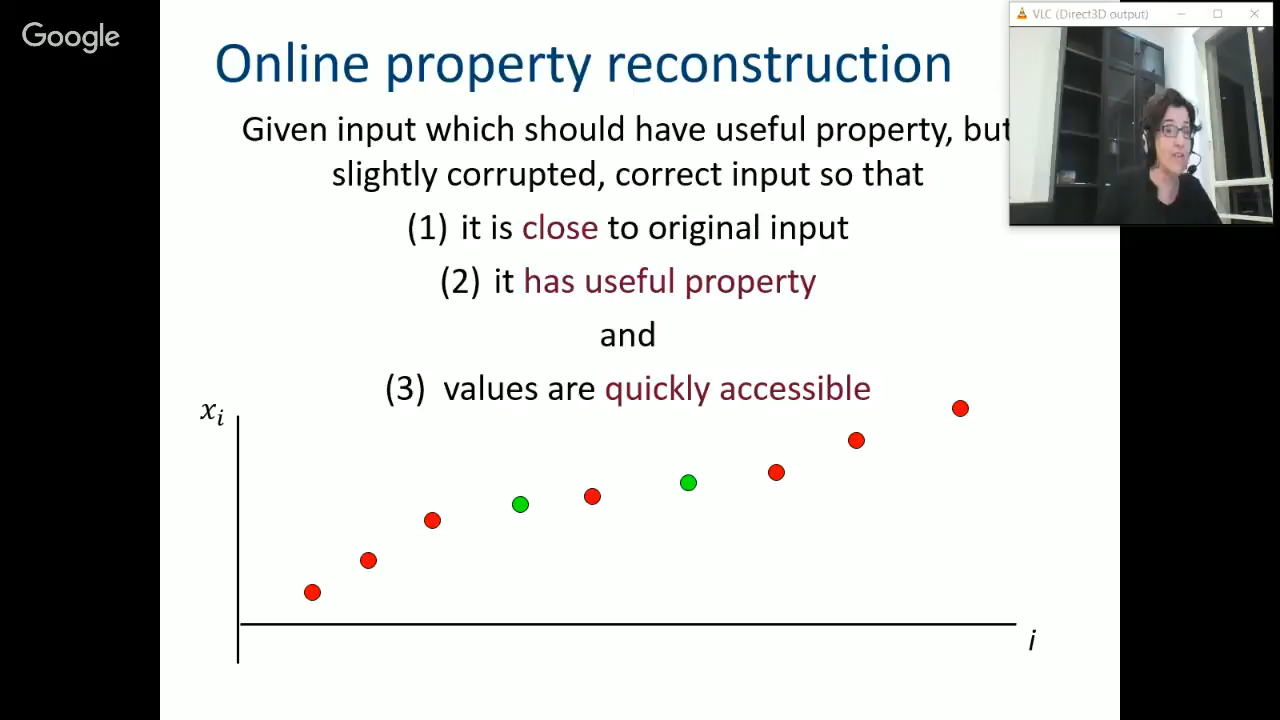 Google
VLC (Direct3D output)
Online property reconstruction
Given input which should have useful property, but
slightly corrupted, correct input so that
(1) it is close to original input
(2) it has useful property
and
(3) values are quickly accessible
xᵢ
i